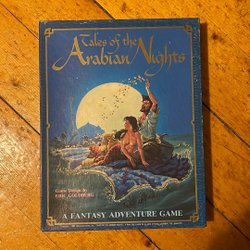 Tales of the
Arabian Nights
Game Design by
ERIC GOLDBERG
A FANTASY ADVENTURE GAME